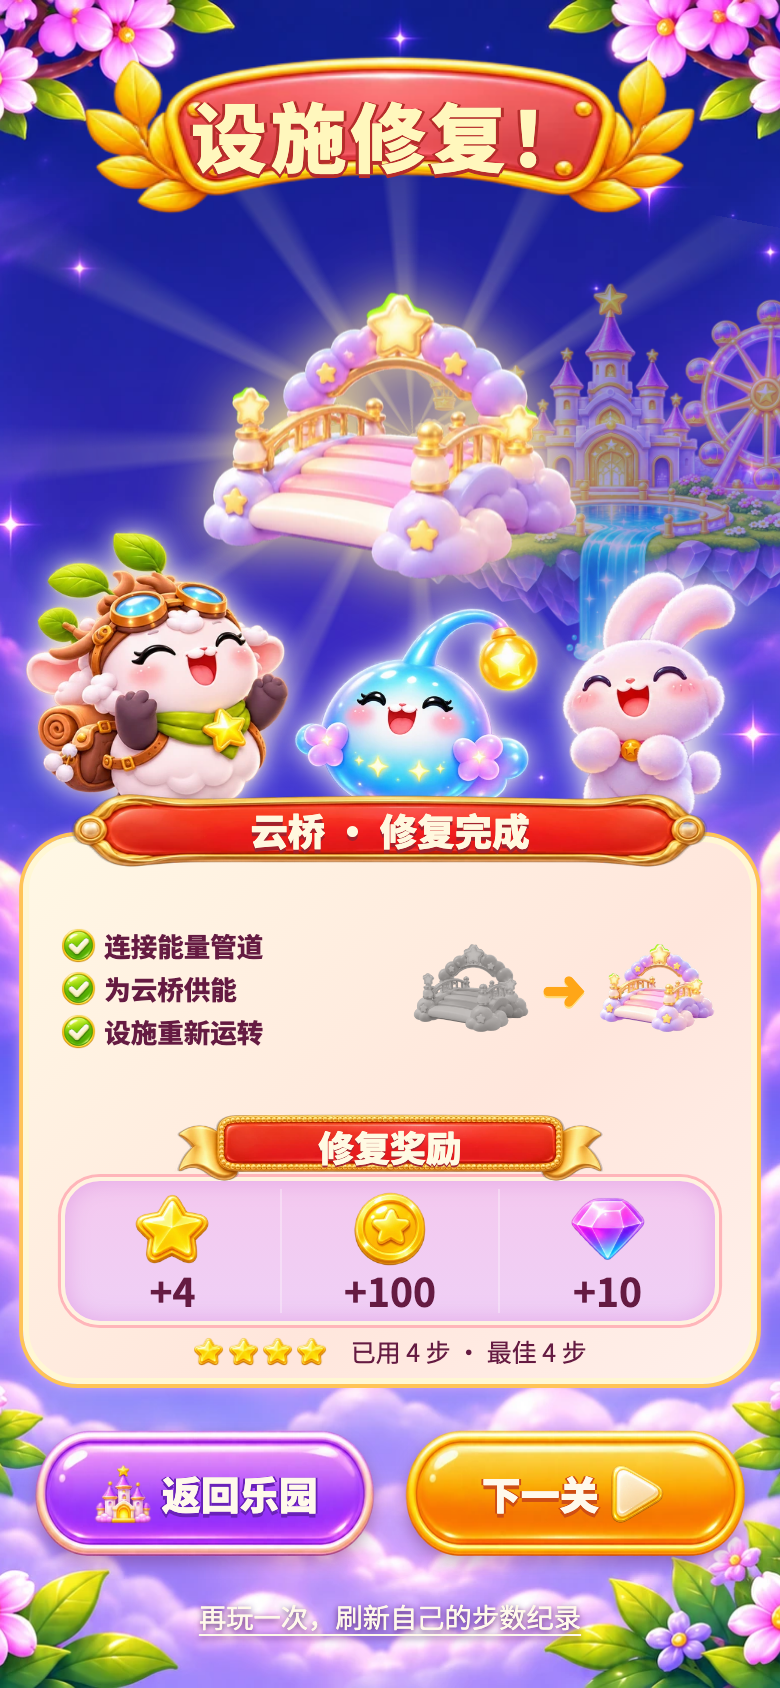 设施修复！
云桥 · 修复完成
连接能量管道
为云桥供能
设施重新运转
修复奖励
+4 +100 +10
已用 4 步 · 最佳 4 步
返回乐园 下一关
再玩一次，刷新自己的步数纪录